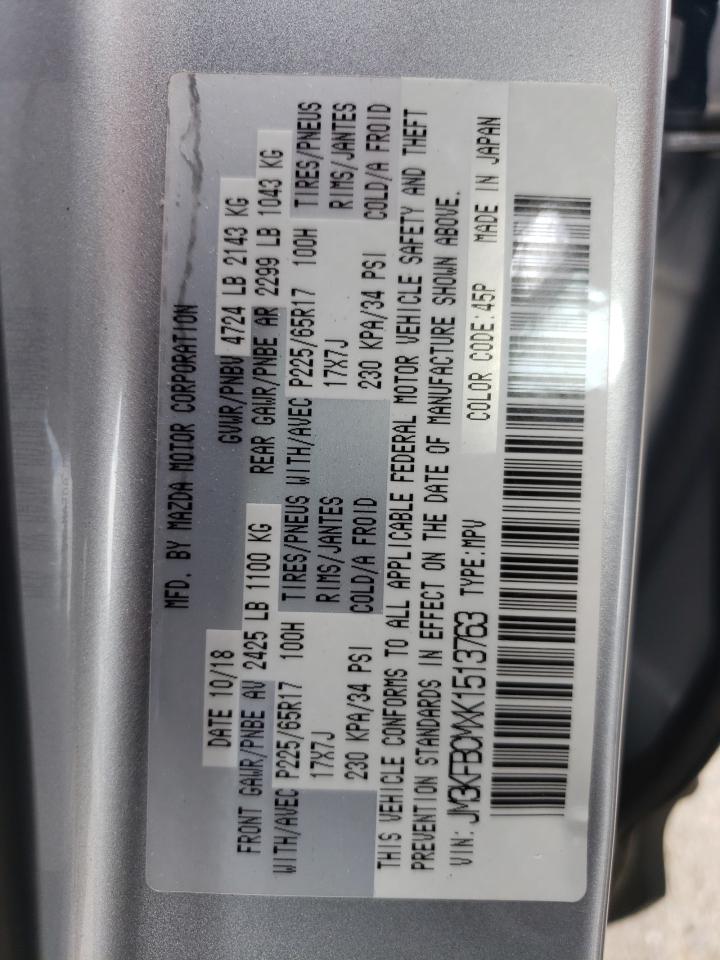 MFD. BY MAZDA MOTOR CORPORATION
DATE 10/18 GVWR/PNBV 4724 LB 2143 KG
FRONT GAWR/PNBE AV 2425 LB 1100 KG REAR GAWR/PNBE AR 2299 LB 1043 KG
WITH/AVEC P225/65R17 100H TIRES/PNEUS WITH/AVEC P225/65R17 100H TIRES/PNEUS
17X7J RIMS/JANTES 17X7J RIMS/JANTES
230 KPA/34 PSI COLD/A FROID 230 KPA/34 PSI COLD/A FROID
THIS VEHICLE CONFORMS TO ALL APPLICABLE FEDERAL MOTOR VEHICLE SAFETY AND THEFT
PREVENTION STANDARDS IN EFFECT ON THE DATE OF MANUFACTURE SHOWN ABOVE.
VIN: JM3KFBCMXK1513763 TYPE:MPV COLOR CODE:45P MADE IN JAPAN